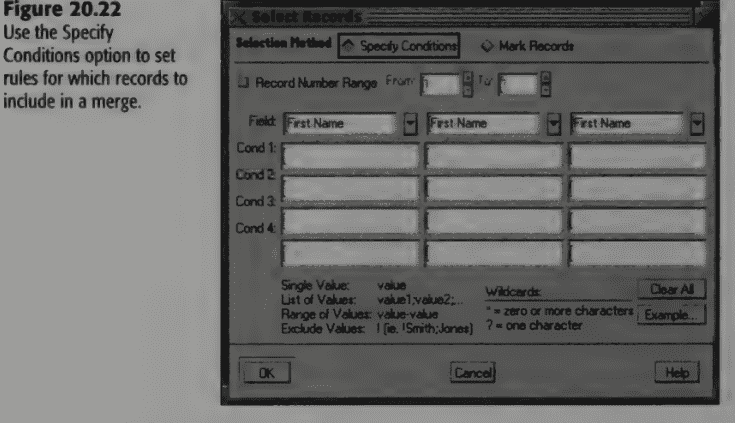 Figure 20.22
Use the Specify
Conditions option to set
rules for which records to
include in a merge.
Select Records
Selection Method Specify Conditions Mark Records
Record Number Range From: 1 To:
Field: First Name First Name First Name
Cond 1:
Cond 2:
Cond 3:
Cond 4:
Single Value: value
List of Values: value1;value2;...
Range of Values: value-value
Exclude Values: ! (ie. !Smith;Jones)
Wildcards:
* = zero or more characters
? = one character
Clear All
Example...
OK Cancel Help